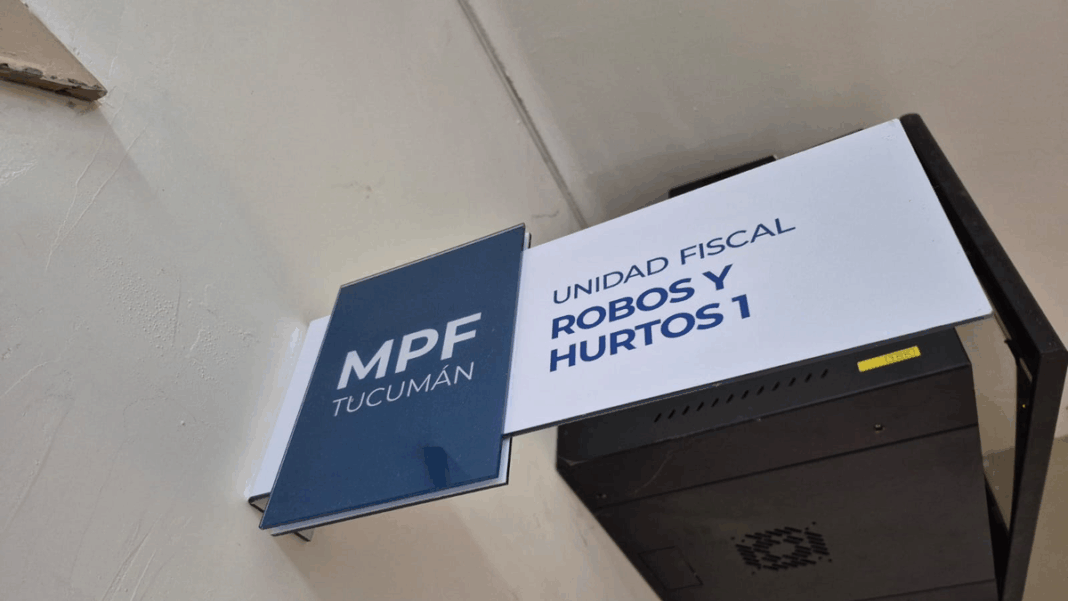 MPF
TUCUMÁN
UNIDAD FISCAL
ROBOS Y
HURTOS 1